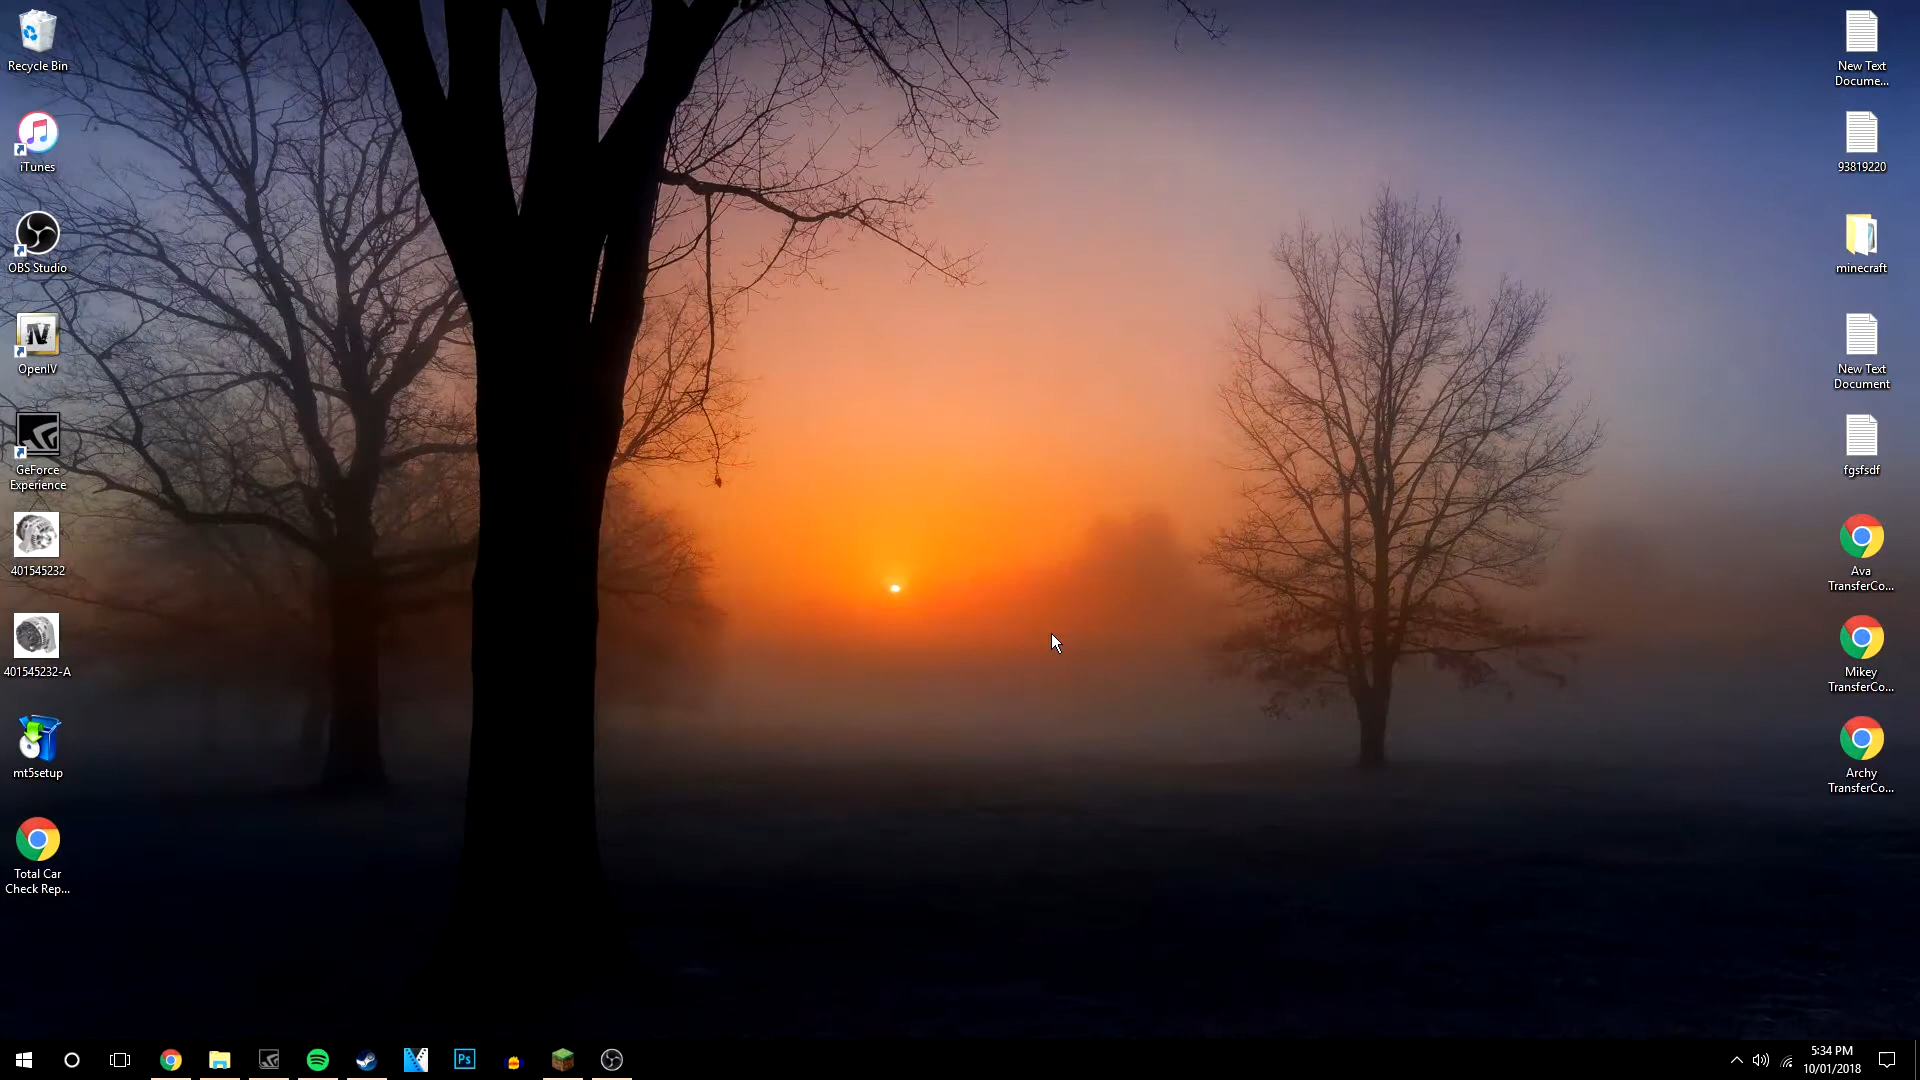 Recycle Bin
iTunes
OBS Studio
OpenIV
GeForce
Experience
401545232
401545232-A
mt5setup
Total Car
Check Rep...
New Text
Docume...
93819220
minecraft
New Text
Document
fgsfsdf
Ava
TransferCo...
Mikey
TransferCo...
Archy
TransferCo...
Ps
5:34 PM
10/01/2018